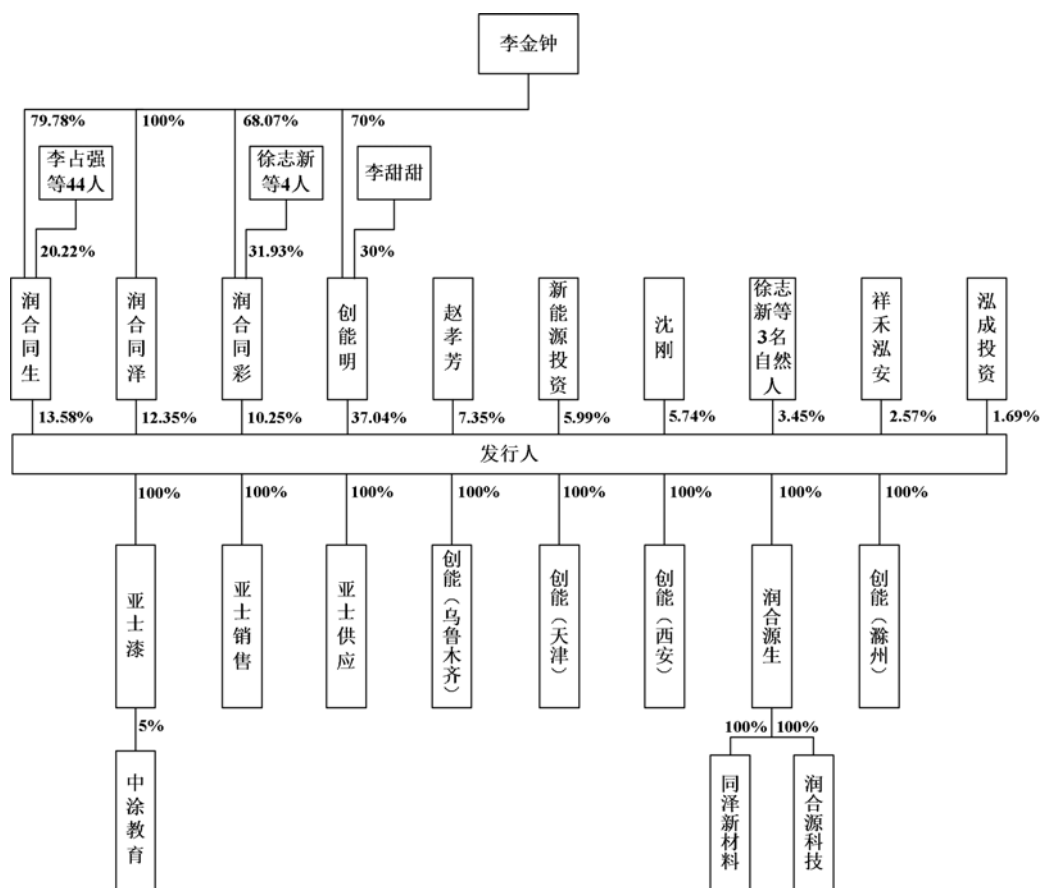 李金钟
79.78%
100%
68.07%
70%
李占强
等44人
徐志新
等4人
李甜甜
20.22%
31.93%
30%
润合同生
润合同泽
润合同彩
创能明
赵孝芳
新能源投资
沈刚
徐志
新等
3名
自然
人
祥禾泓安
泓成投资
13.58%
12.35%
10.25%
37.04%
7.35%
5.99%
5.74%
3.45%
2.57%
1.69%
发行人
100%
100%
100%
100%
100%
100%
100%
100%
亚士漆
亚士销售
亚士供应
创能（乌鲁木齐）
创能（天津）
创能（西安）
润合源生
创能（滁州）
5%
100%
100%
中涂教育
同泽新材料
润合源科技